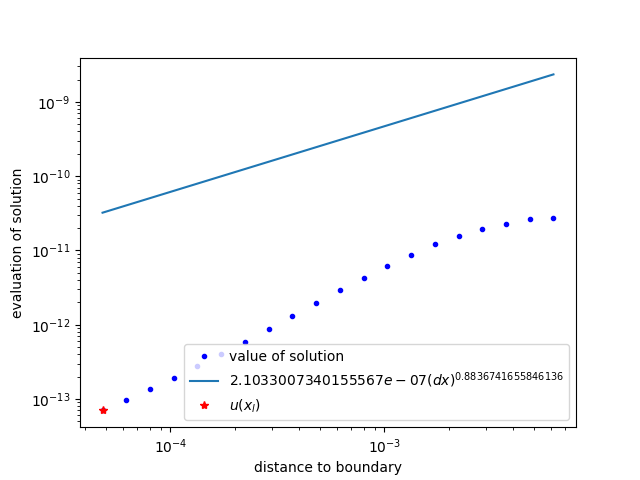 10⁻⁹
10⁻¹⁰
10⁻¹¹
10⁻¹²
10⁻¹³
evaluation of solution
value of solution
2.1033007340155567e − 07(dx)^0.8836741655846136
u(x_l)
10⁻⁴
10⁻³
distance to boundary